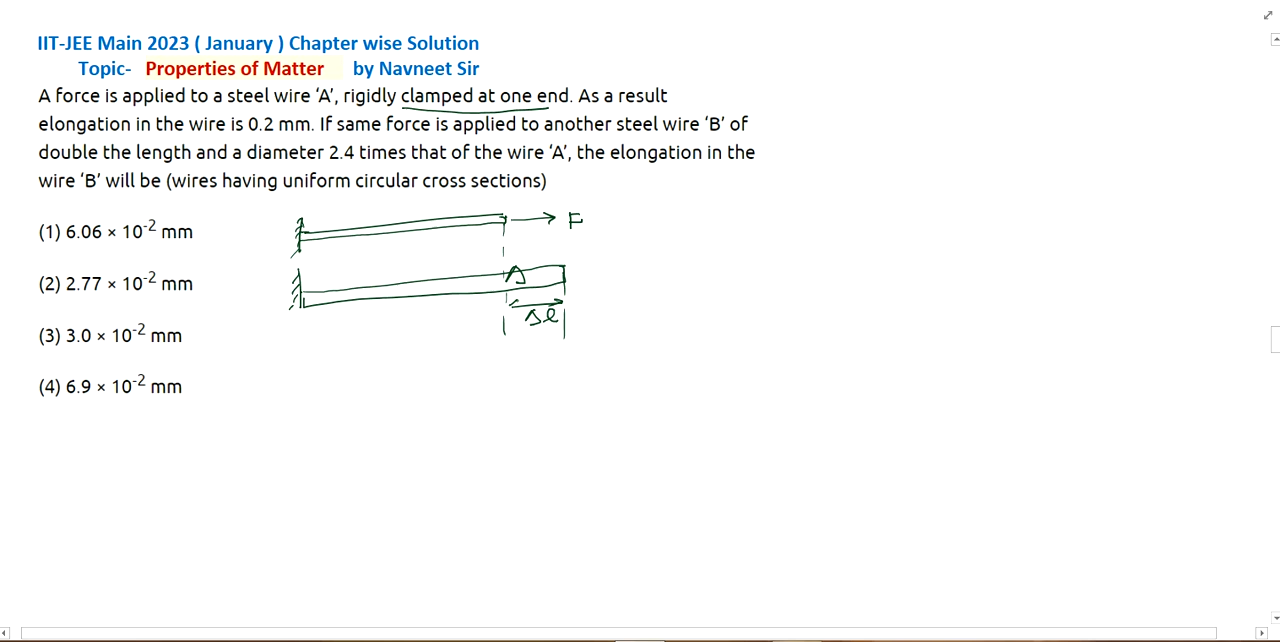 IIT-JEE Main 2023 ( January ) Chapter wise Solution
Topic- Properties of Matter by Navneet Sir
A force is applied to a steel wire ‘A’, rigidly clamped at one end. As a result
elongation in the wire is 0.2 mm. If same force is applied to another steel wire ‘B’ of
double the length and a diameter 2.4 times that of the wire ‘A’, the elongation in the
wire ‘B’ will be (wires having uniform circular cross sections)
(1) 6.06 × 10⁻² mm
F
(2) 2.77 × 10⁻² mm
A
Δℓ
(3) 3.0 × 10⁻² mm
(4) 6.9 × 10⁻² mm